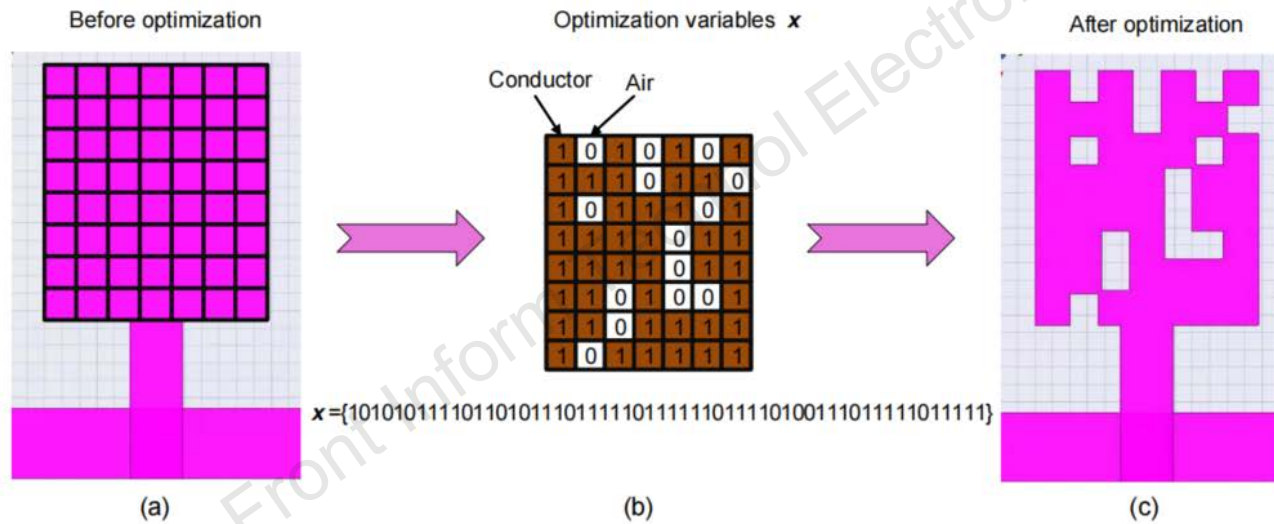 Before optimization
Optimization variables x
After optimization
Conductor
Air
1 0 1 0 1 0 1
1 1 1 0 1 1 0
1 0 1 1 1 0 1
1 1 1 1 0 1 1
1 1 1 1 0 1 1
1 1 0 1 0 0 1
1 1 0 1 1 1 1
1 0 1 1 1 1 1
x={10101011110110101110111110111111011110100111011111011111}
(a)
(b)
(c)
Front Inform